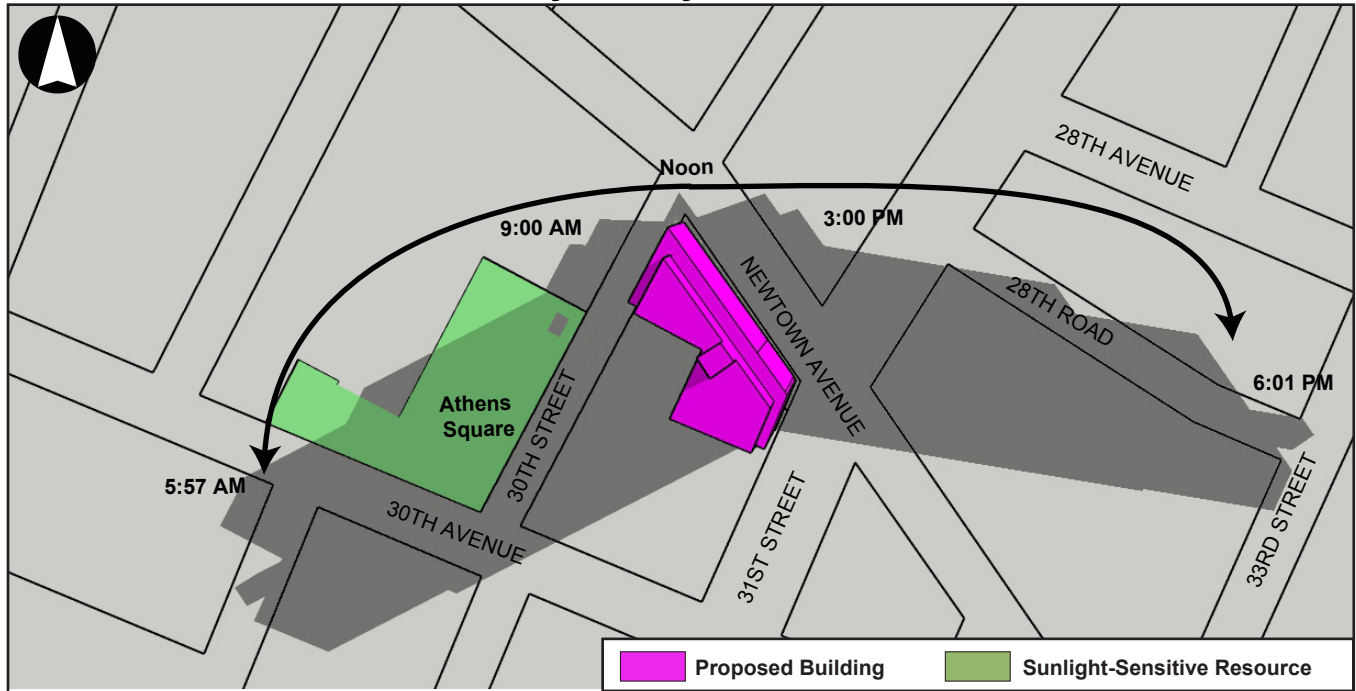 28TH AVENUE
Noon
9:00 AM
3:00 PM
NEWTOWN AVENUE
28TH ROAD
6:01 PM
Athens
Square
30TH STREET
5:57 AM
30TH AVENUE
31ST STREET
33RD STREET
Proposed Building
Sunlight-Sensitive Resource